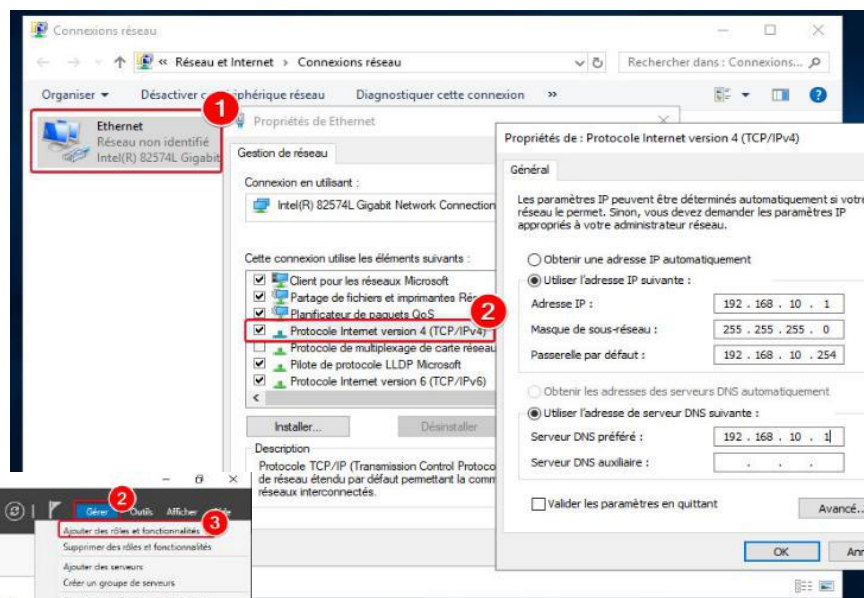 Connexions réseau
« Réseau et Internet › Connexions réseau
Rechercher dans : Connexions...
Organiser
Désactiver
iphérique réseau
Diagnostiquer cette connexion
»
1
Ethernet
Réseau non identifié
Intel(R) 82574L Gigabit
Propriétés de Ethernet
Gestion de réseau
Connexion en utilisant :
Intel(R) 82574L Gigabit Network Connection
Cette connexion utilise les éléments suivants :
Client pour les réseaux Microsoft
Partage de fichiers et imprimantes
Planificateur de paquets QoS
2
Protocole Internet version 4 (TCP/IPv4)
Protocole de multiplexage de carte réseau
Pilote de protocole LLDP Microsoft
Protocole Internet version 6 (TCP/IPv6)
Installer...
Désinstaller
Description
Protocole TCP/IP (Transmission Control Protoco
de réseau étendu par défaut permettant la comm
réseaux interconnectés.
Propriétés de : Protocole Internet version 4 (TCP/IPv4)
Général
Les paramètres IP peuvent être déterminés automatiquement si votre
réseau le permet. Sinon, vous devez demander les paramètres IP
appropriés à votre administrateur réseau.
Obtenir une adresse IP automatiquement
Utiliser l'adresse IP suivante :
Adresse IP : 192 . 168 . 10 . 1
Masque de sous-réseau : 255 . 255 . 255 . 0
Passerelle par défaut : 192 . 168 . 10 . 254
Obtenir les adresses des serveurs DNS automatiquement
Utiliser l'adresse de serveur DNS suivante :
Serveur DNS préféré : 192 . 168 . 10 . 1
Serveur DNS auxiliaire : . . .
Valider les paramètres en quittant
Avancé...
OK
Ann
2
Gérer
Outils
Afficher
3
Ajouter des rôles et fonctionnalités
Supprimer des rôles et fonctionnalités
Ajouter des serveurs
Créer un groupe de serveurs